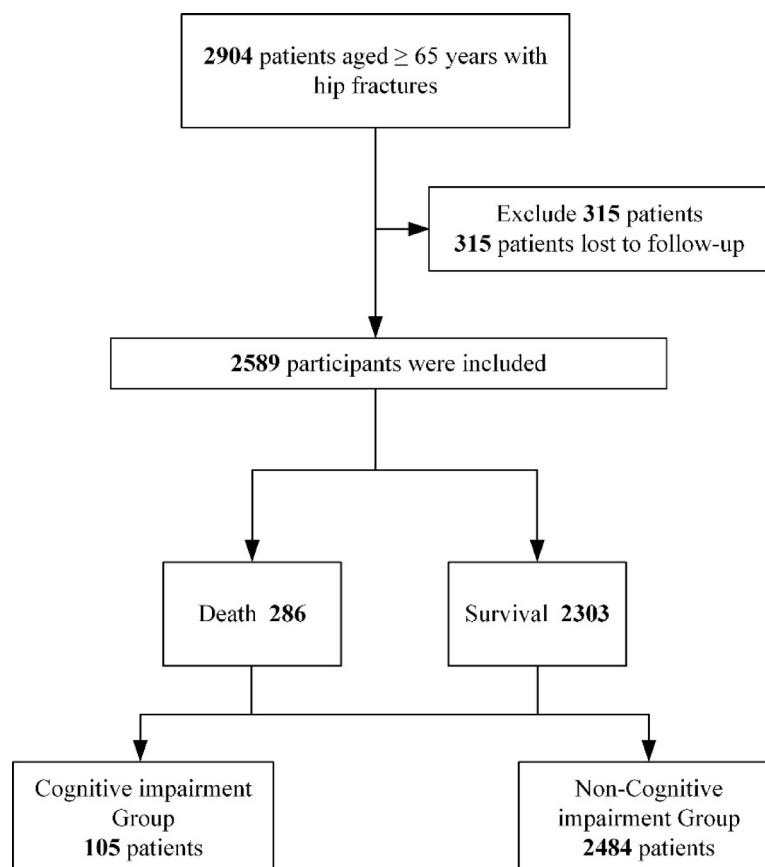 2904 patients aged ≥ 65 years with
hip fractures
Exclude 315 patients
315 patients lost to follow-up
2589 participants were included
Death 286
Survival 2303
Cognitive impairment
Group
105 patients
Non-Cognitive
impairment Group
2484 patients